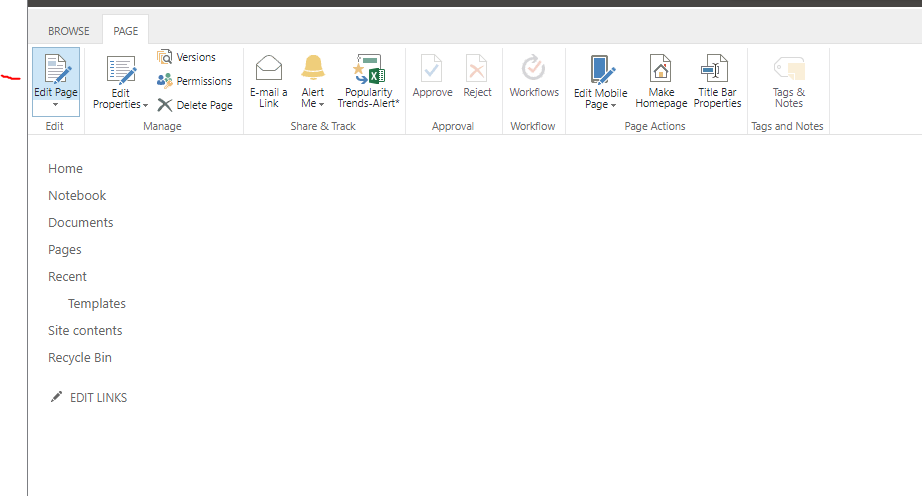 BROWSE PAGE
Edit Page
Edit
Edit
Properties
Versions
Permissions
Delete Page
Manage
E-mail a
Link
Alert
Me
Popularity
Trends-Alert*
Share & Track
Approve
Reject
Approval
Workflows
Workflow
Edit Mobile
Page
Make
Homepage
Title Bar
Properties
Page Actions
Tags &
Notes
Tags and Notes
Home
Notebook
Documents
Pages
Recent
Templates
Site contents
Recycle Bin
EDIT LINKS